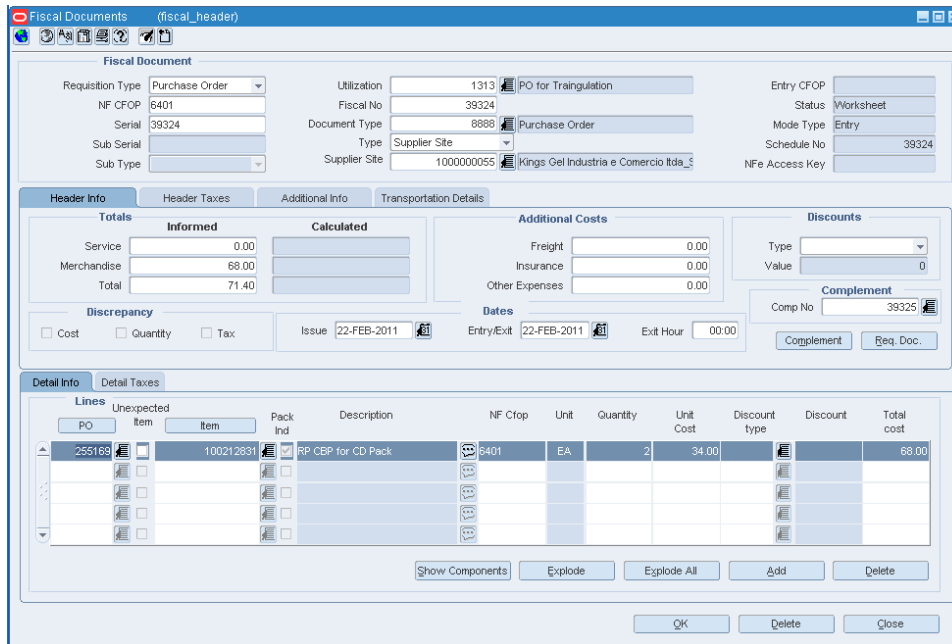 Fiscal Documents (fiscal_header)
Fiscal Document
Requisition Type Purchase Order Utilization 1313 PO for Traingulation Entry CFOP
NF CFOP 6401 Fiscal No 39324 Status Worksheet
Serial 39324 Document Type 8888 Purchase Order Mode Type Entry
Sub Serial Type Supplier Site Schedule No 39324
Sub Type Supplier Site 1000000055 Kings Gel Industria e Comercio ltda_S NFe Access Key
Header Info Header Taxes Additional Info Transportation Details
Totals Additional Costs Discounts
Informed Calculated
Service 0.00 Freight 0.00 Type
Merchandise 68.00 Insurance 0.00 Value 0
Total 71.40 Other Expenses 0.00
Complement
Comp No 39325
Discrepancy Dates
Cost Quantity Tax Issue 22-FEB-2011 Entry/Exit 22-FEB-2011 Exit Hour 00:00
Complement Req. Doc.
Detail Info Detail Taxes
Lines
PO Unexpected Item Item Pack Ind Description NF Cfop Unit Quantity Unit Cost Discount type Discount Total cost
255169 100212831 RP CBP for CD Pack 6401 EA 2 34.00 68.00
Show Components Explode Explode All Add Delete
OK Delete Close